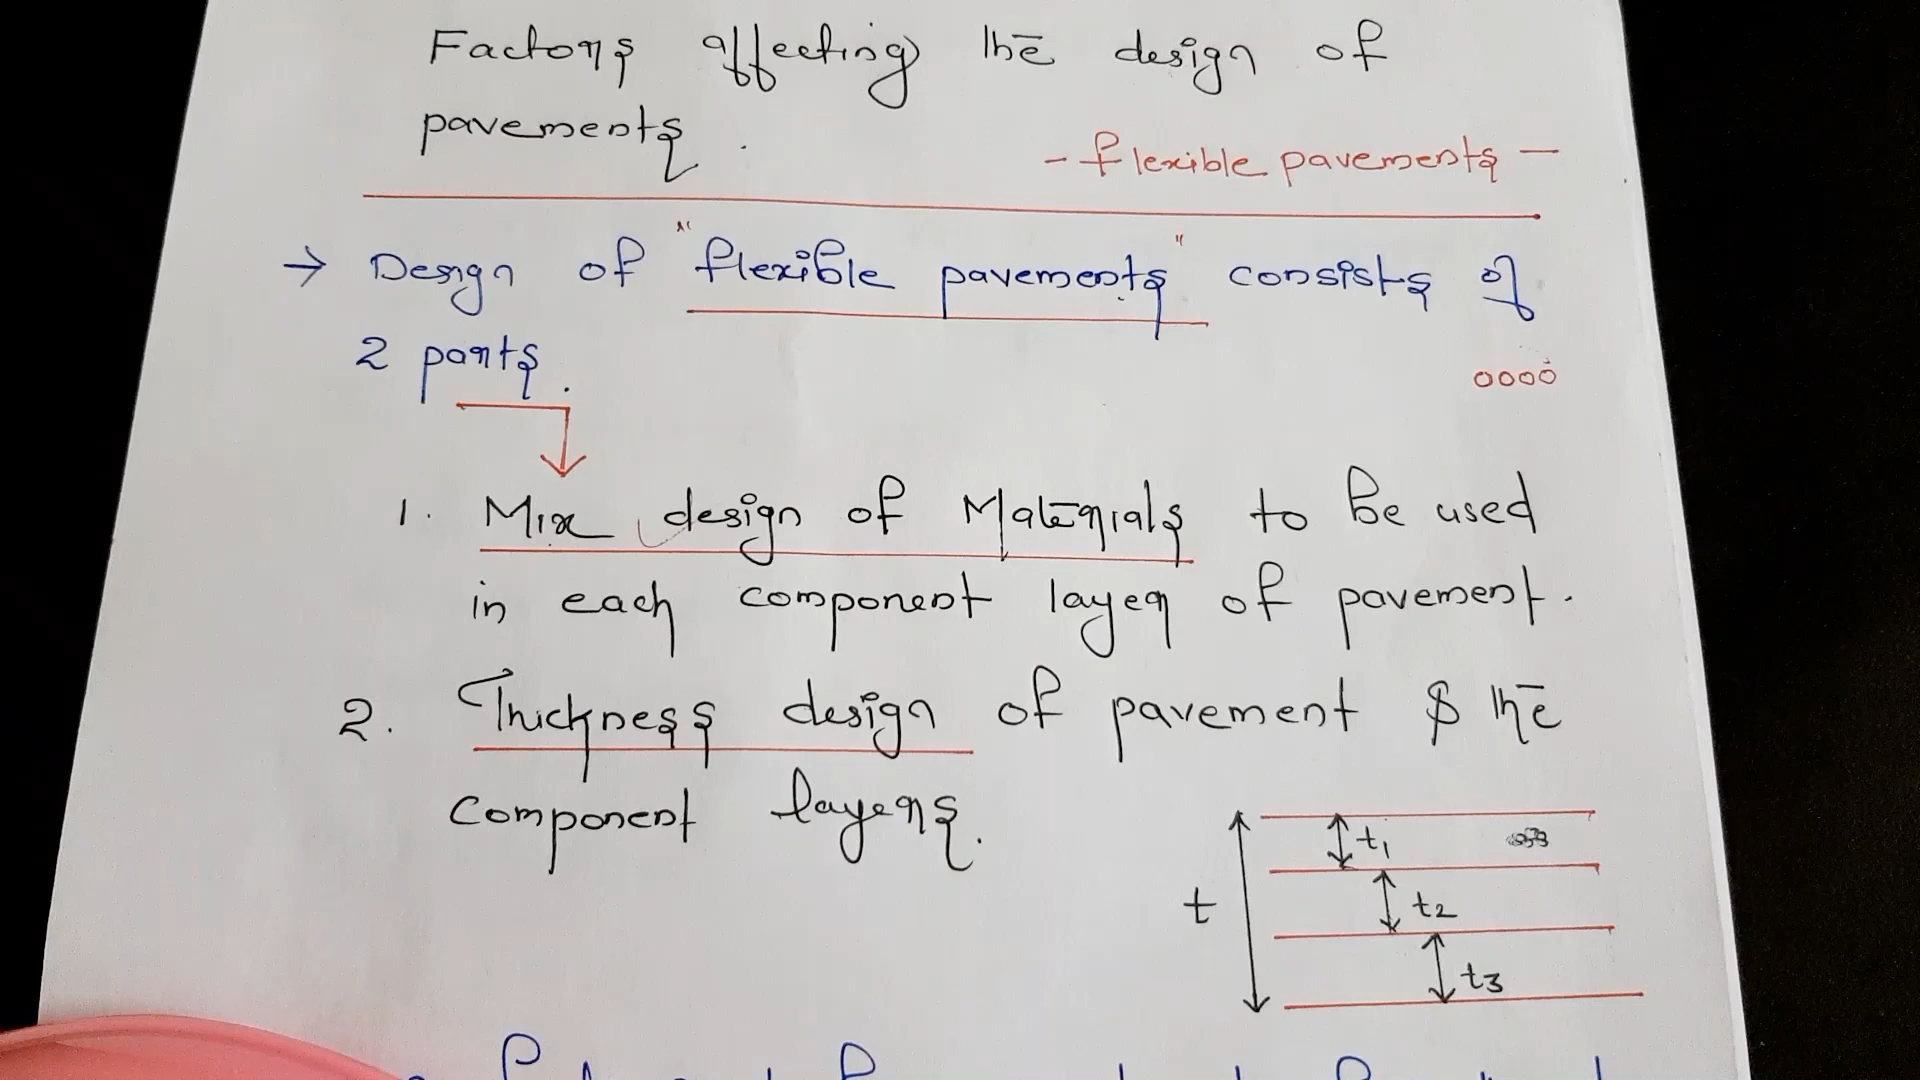 Factors affecting the design of
pavements.
- flexible pavements -
→ Design of "flexible pavements" consists of
2 parts.
0000
1. Mix design of Materials to be used
in each component layer of pavement.
2. Thickness design of pavement & the
component layers.
t1
t2
t
t3